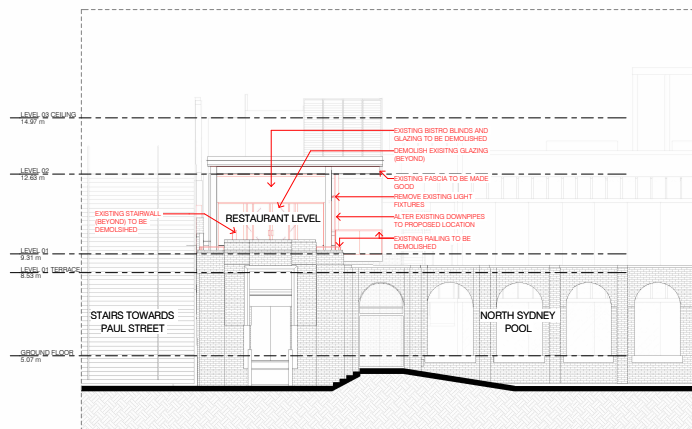 LEVEL 03 CEILING
14.97 m
EXISTING BISTRO BLINDS AND
GLAZING TO BE DEMOLISHED
DEMOLISH EXISITNG GLAZING
(BEYOND)
LEVEL 02
12.63 m
EXISTING FASCIA TO BE MADE
GOOD
REMOVE EXISTING LIGHT
FIXTURES
EXISTING STAIRWALL
(BEYOND) TO BE
DEMOLSIHED
RESTAURANT LEVEL
ALTER EXISTING DOWNPIPES
TO PROPOSED LOCATION
EXISTING RAILING TO BE
DEMOLISHED
LEVEL 01
9.31 m
LEVEL 01 TERRACE
8.53 m
STAIRS TOWARDS
PAUL STREET
NORTH SYDNEY
POOL
GROUND FLOOR
5.07 m